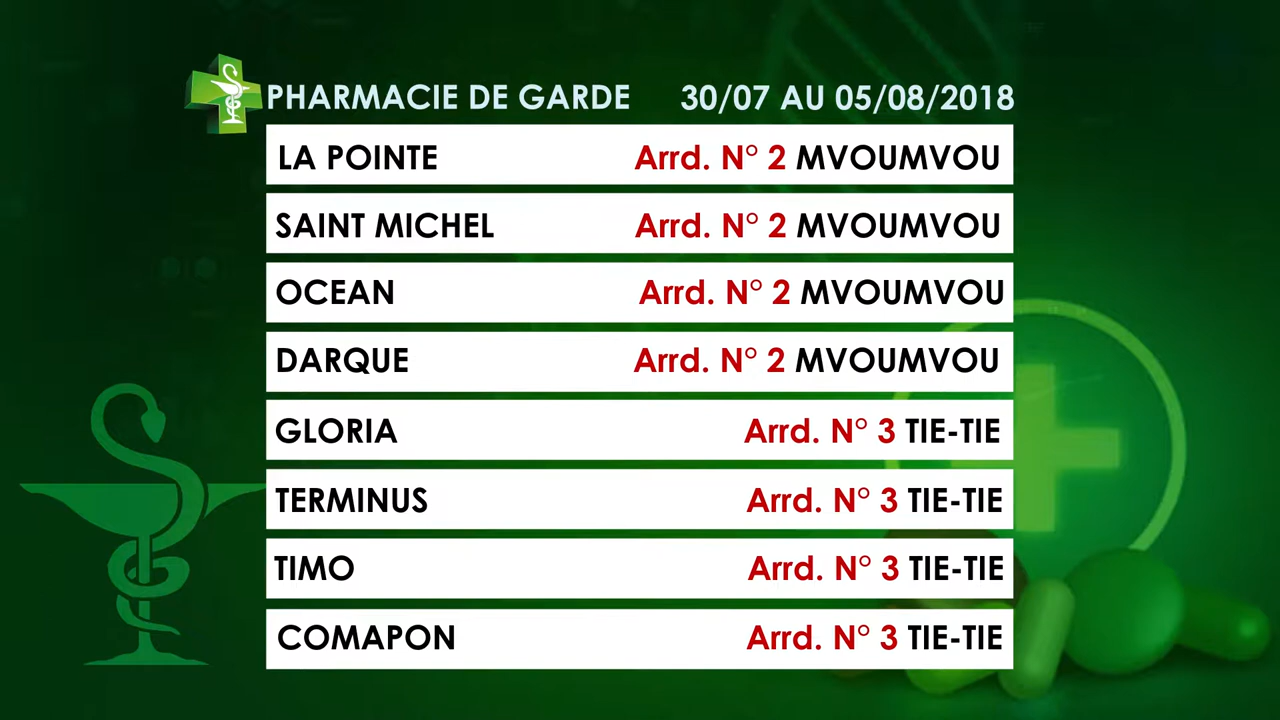 PHARMACIE DE GARDE 30/07 AU 05/08/2018
LA POINTE Arrd. N° 2 MVOUMVOU
SAINT MICHEL Arrd. N° 2 MVOUMVOU
OCEAN Arrd. N° 2 MVOUMVOU
DARQUE Arrd. N° 2 MVOUMVOU
GLORIA Arrd. N° 3 TIE-TIE
TERMINUS Arrd. N° 3 TIE-TIE
TIMO Arrd. N° 3 TIE-TIE
COMAPON Arrd. N° 3 TIE-TIE